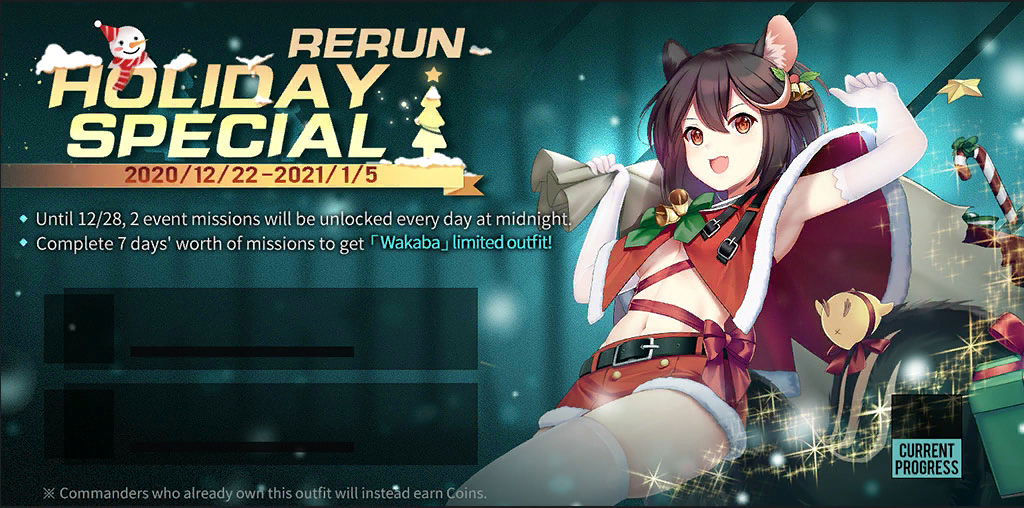 RERUN
HOLIDAY
SPECIAL
2020/12/22-2021/1/5
Until 12/28, 2 event missions will be unlocked every day at midnight.
Complete 7 days' worth of missions to get「Wakaba」limited outfit!
CURRENT
PROGRESS
※ Commanders who already own this outfit will instead earn Coins.